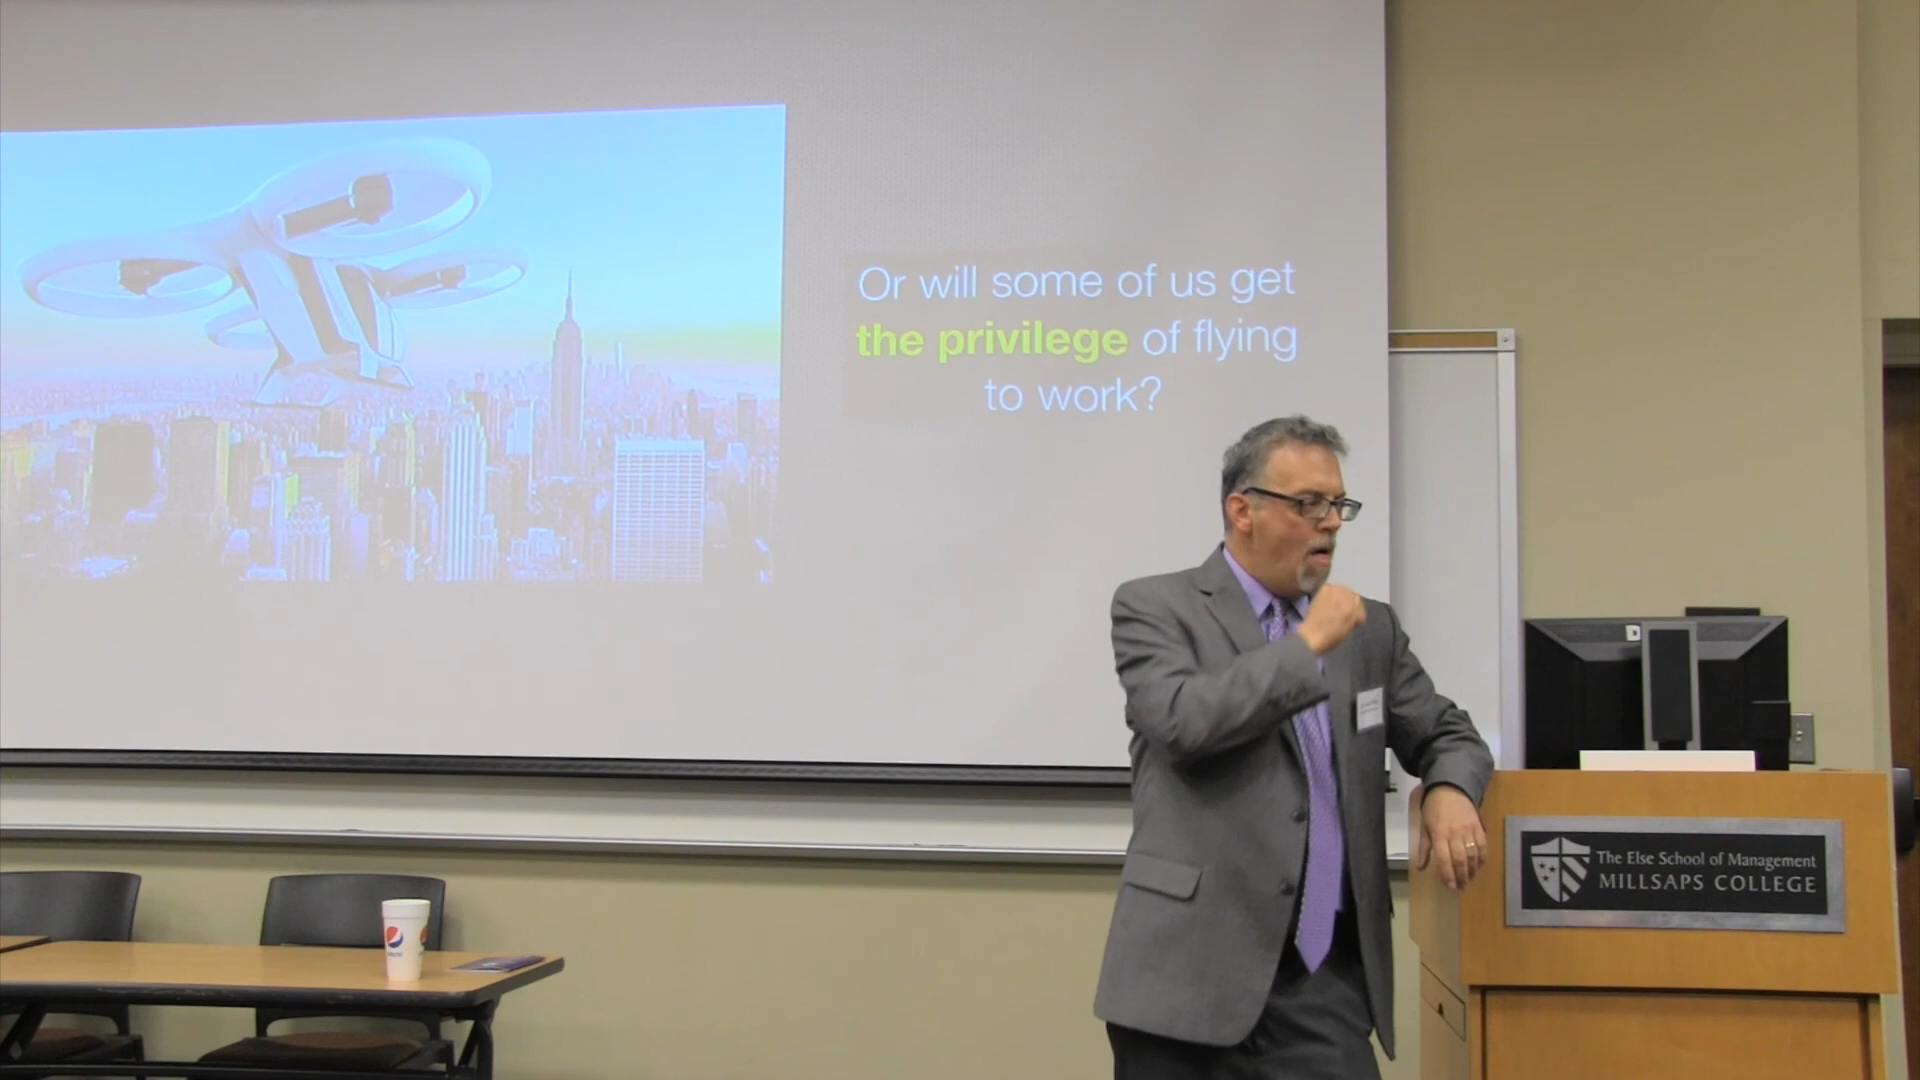 Or will some of us get
the privilege of flying
to work?
The Else School of Management
MILLSAPS COLLEGE